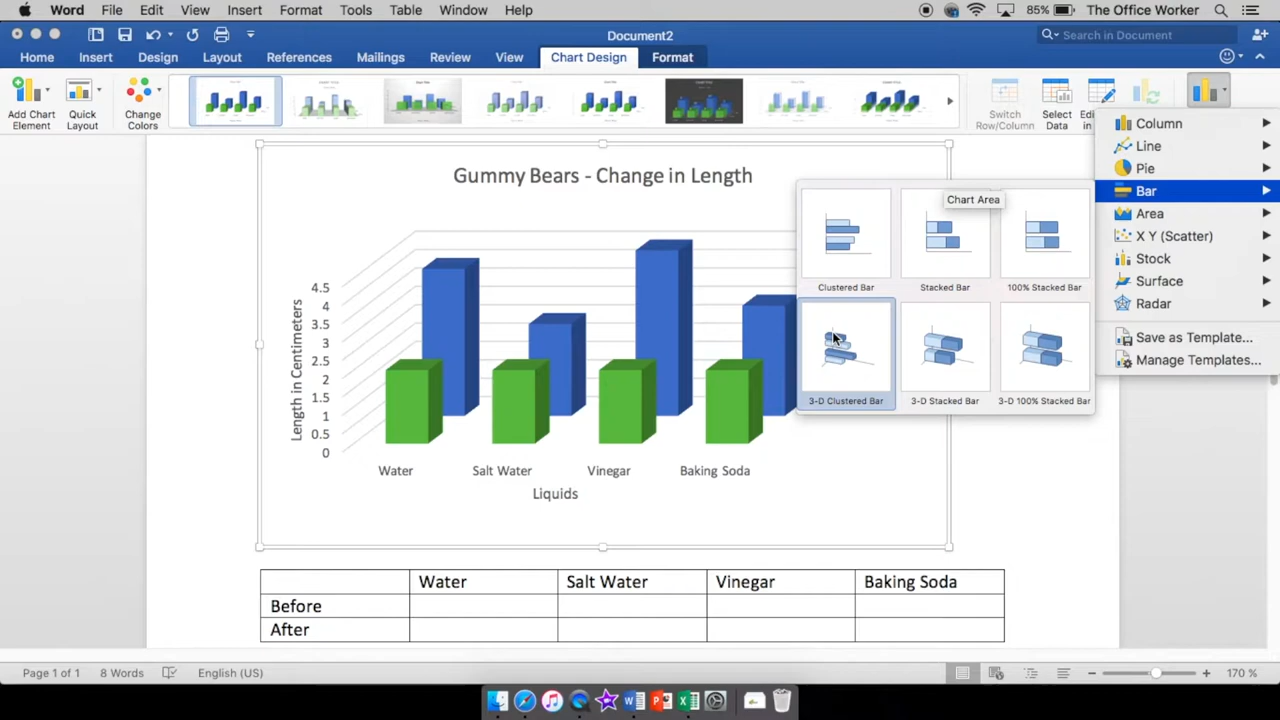 Word File Edit View Insert Format Tools Table Window Help 85% The Office Worker
Document2
Search in Document
Home Insert Design Layout References Mailings Review View Chart Design Format
Add Chart Element
Quick Layout
Change Colors
Switch Row/Column
Select Data
Edi
in
Column
Line
Pie
Bar
Area
X Y (Scatter)
Stock
Surface
Radar
Save as Template...
Manage Templates...
Chart Area
Clustered Bar
Stacked Bar
100% Stacked Bar
3-D Clustered Bar
3-D Stacked Bar
3-D 100% Stacked Bar
Gummy Bears - Change in Length
Length in Centimeters
4.5
4
3.5
3
2.5
2
1.5
1
0.5
0
Water Salt Water Vinegar Baking Soda
Liquids
Water Salt Water Vinegar Baking Soda
Before
After
Page 1 of 1 8 Words English (US) 170 %